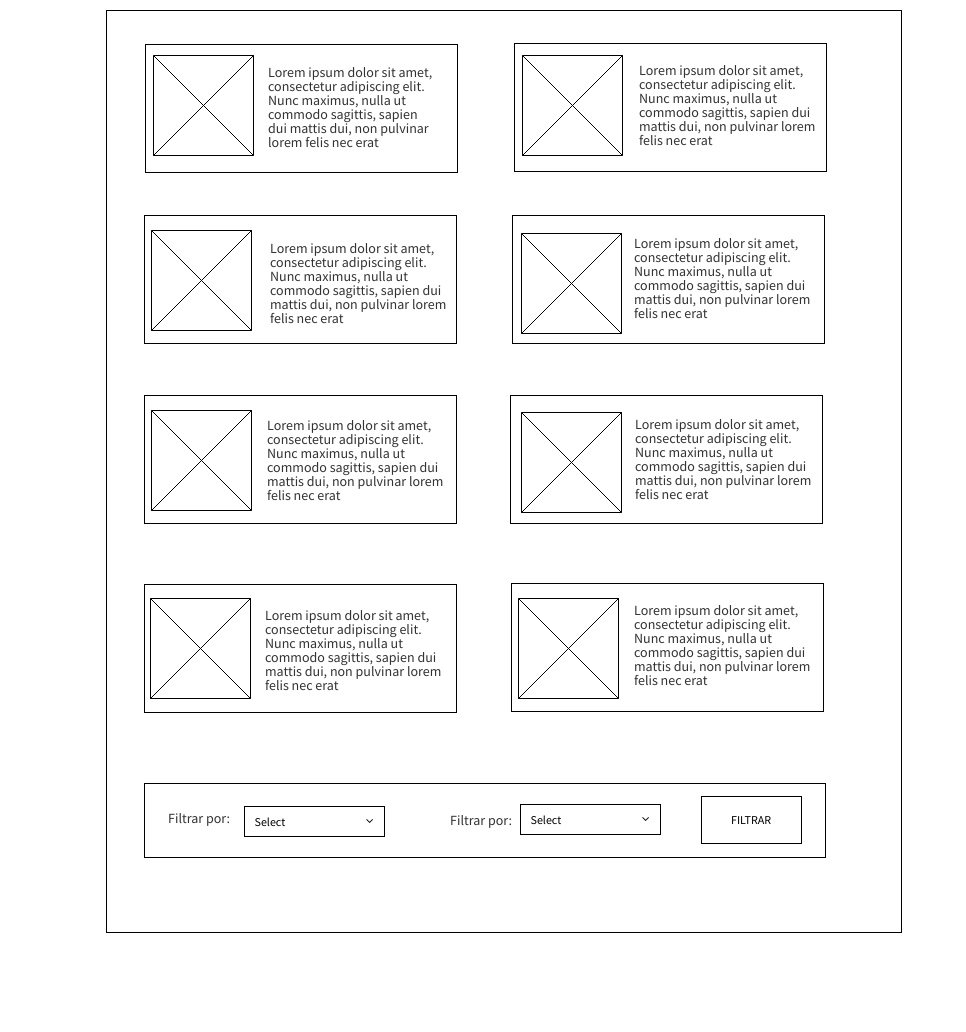 Lorem ipsum dolor sit amet,
consectetur adipiscing elit.
Nunc maximus, nulla ut
commodo sagittis, sapien
dui mattis dui, non pulvinar
lorem felis nec erat
Lorem ipsum dolor sit amet,
consectetur adipiscing elit.
Nunc maximus, nulla ut
commodo sagittis, sapien dui
mattis dui, non pulvinar lorem
felis nec erat
Lorem ipsum dolor sit amet,
consectetur adipiscing elit.
Nunc maximus, nulla ut
commodo sagittis, sapien dui
mattis dui, non pulvinar lorem
felis nec erat
Lorem ipsum dolor sit amet,
consectetur adipiscing elit.
Nunc maximus, nulla ut
commodo sagittis, sapien dui
mattis dui, non pulvinar lorem
felis nec erat
Lorem ipsum dolor sit amet,
consectetur adipiscing elit.
Nunc maximus, nulla ut
commodo sagittis, sapien dui
mattis dui, non pulvinar lorem
felis nec erat
Lorem ipsum dolor sit amet,
consectetur adipiscing elit.
Nunc maximus, nulla ut
commodo sagittis, sapien dui
mattis dui, non pulvinar lorem
felis nec erat
Lorem ipsum dolor sit amet,
consectetur adipiscing elit.
Nunc maximus, nulla ut
commodo sagittis, sapien dui
mattis dui, non pulvinar lorem
felis nec erat
Lorem ipsum dolor sit amet,
consectetur adipiscing elit.
Nunc maximus, nulla ut
commodo sagittis, sapien dui
mattis dui, non pulvinar lorem
felis nec erat
Filtrar por:
Select
Filtrar por:
Select
FILTRAR